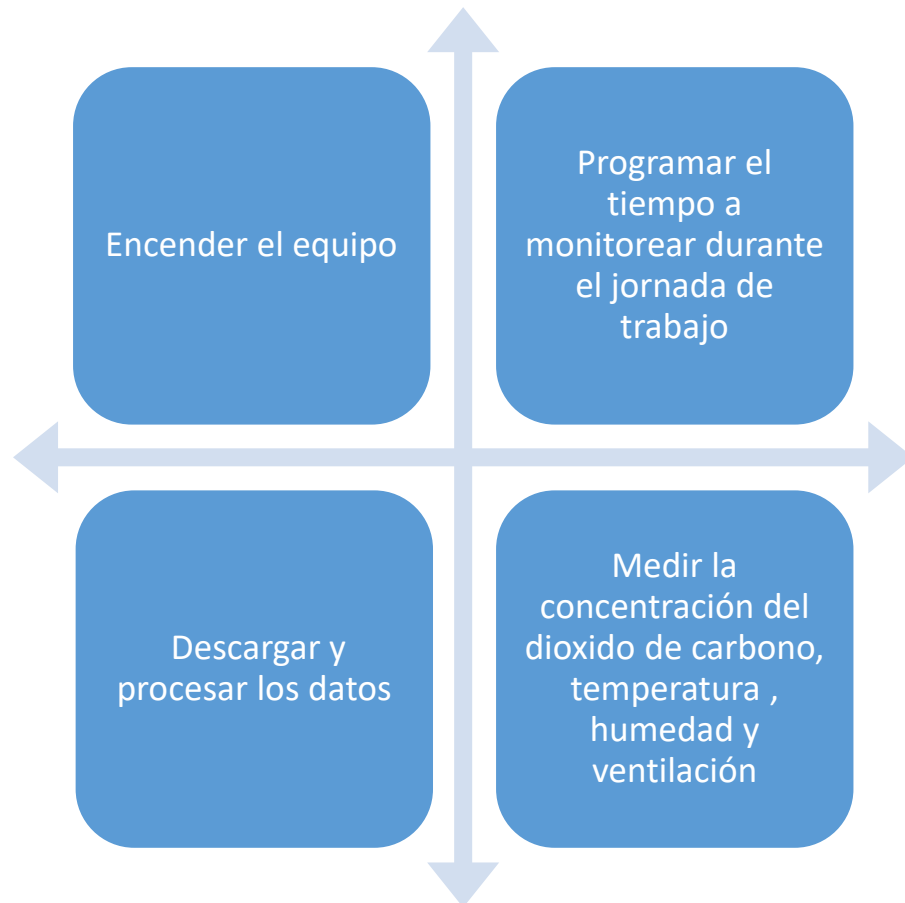 Encender el equipo
Programar el
tiempo a
monitorear durante
el jornada de
trabajo
Descargar y
procesar los datos
Medir la
concentración del
dioxido de carbono,
temperatura ,
humedad y
ventilación